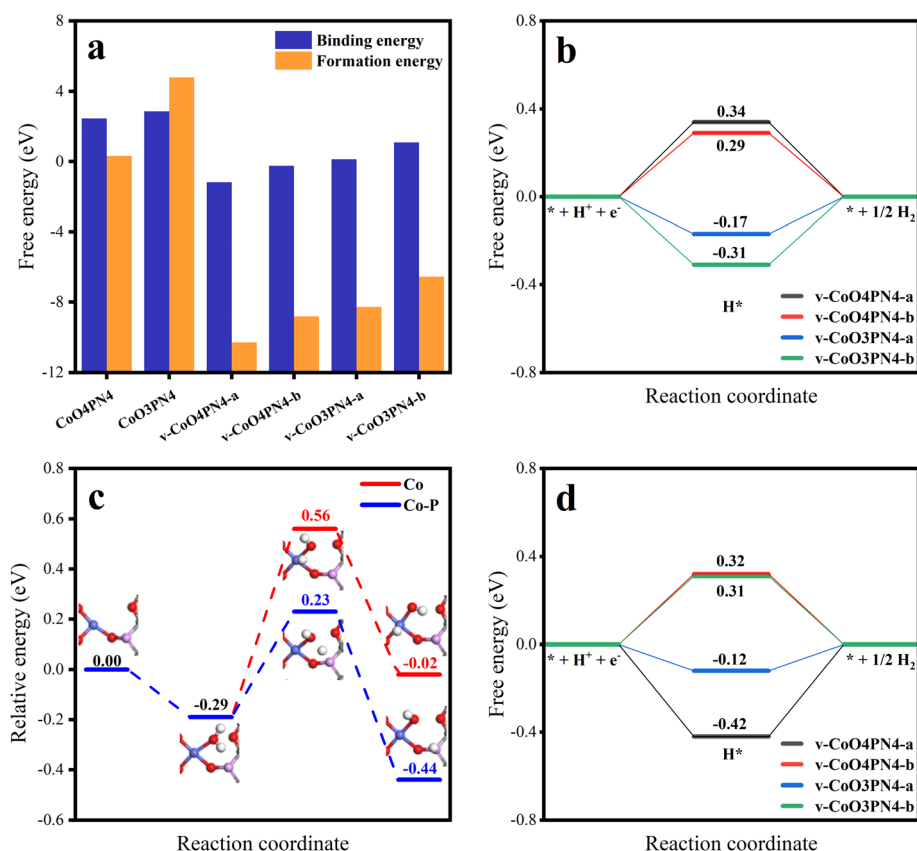 a
Binding energy
Formation energy
Free energy (eV)
8
4
0
-4
-8
-12
CoO4PN4
CoO3PN4
v-CoO4PN4-a
v-CoO4PN4-b
v-CoO3PN4-a
v-CoO3PN4-b
b
Free energy (eV)
0.4
0.0
-0.4
-0.8
0.34
0.29
* + H⁺ + e⁻
* + 1/2 H₂
-0.17
-0.31
H*
v-CoO4PN4-a
v-CoO4PN4-b
v-CoO3PN4-a
v-CoO3PN4-b
Reaction coordinate
c
Co
Co-P
Relative energy (eV)
0.8
0.6
0.4
0.2
0.0
-0.2
-0.4
-0.6
0.56
0.23
0.00
-0.02
-0.29
-0.44
Reaction coordinate
d
Free energy (eV)
0.8
0.4
0.0
-0.4
-0.8
0.32
0.31
* + H⁺ + e⁻
* + 1/2 H₂
-0.12
-0.42
H*
v-CoO4PN4-a
v-CoO4PN4-b
v-CoO3PN4-a
v-CoO3PN4-b
Reaction coordinate